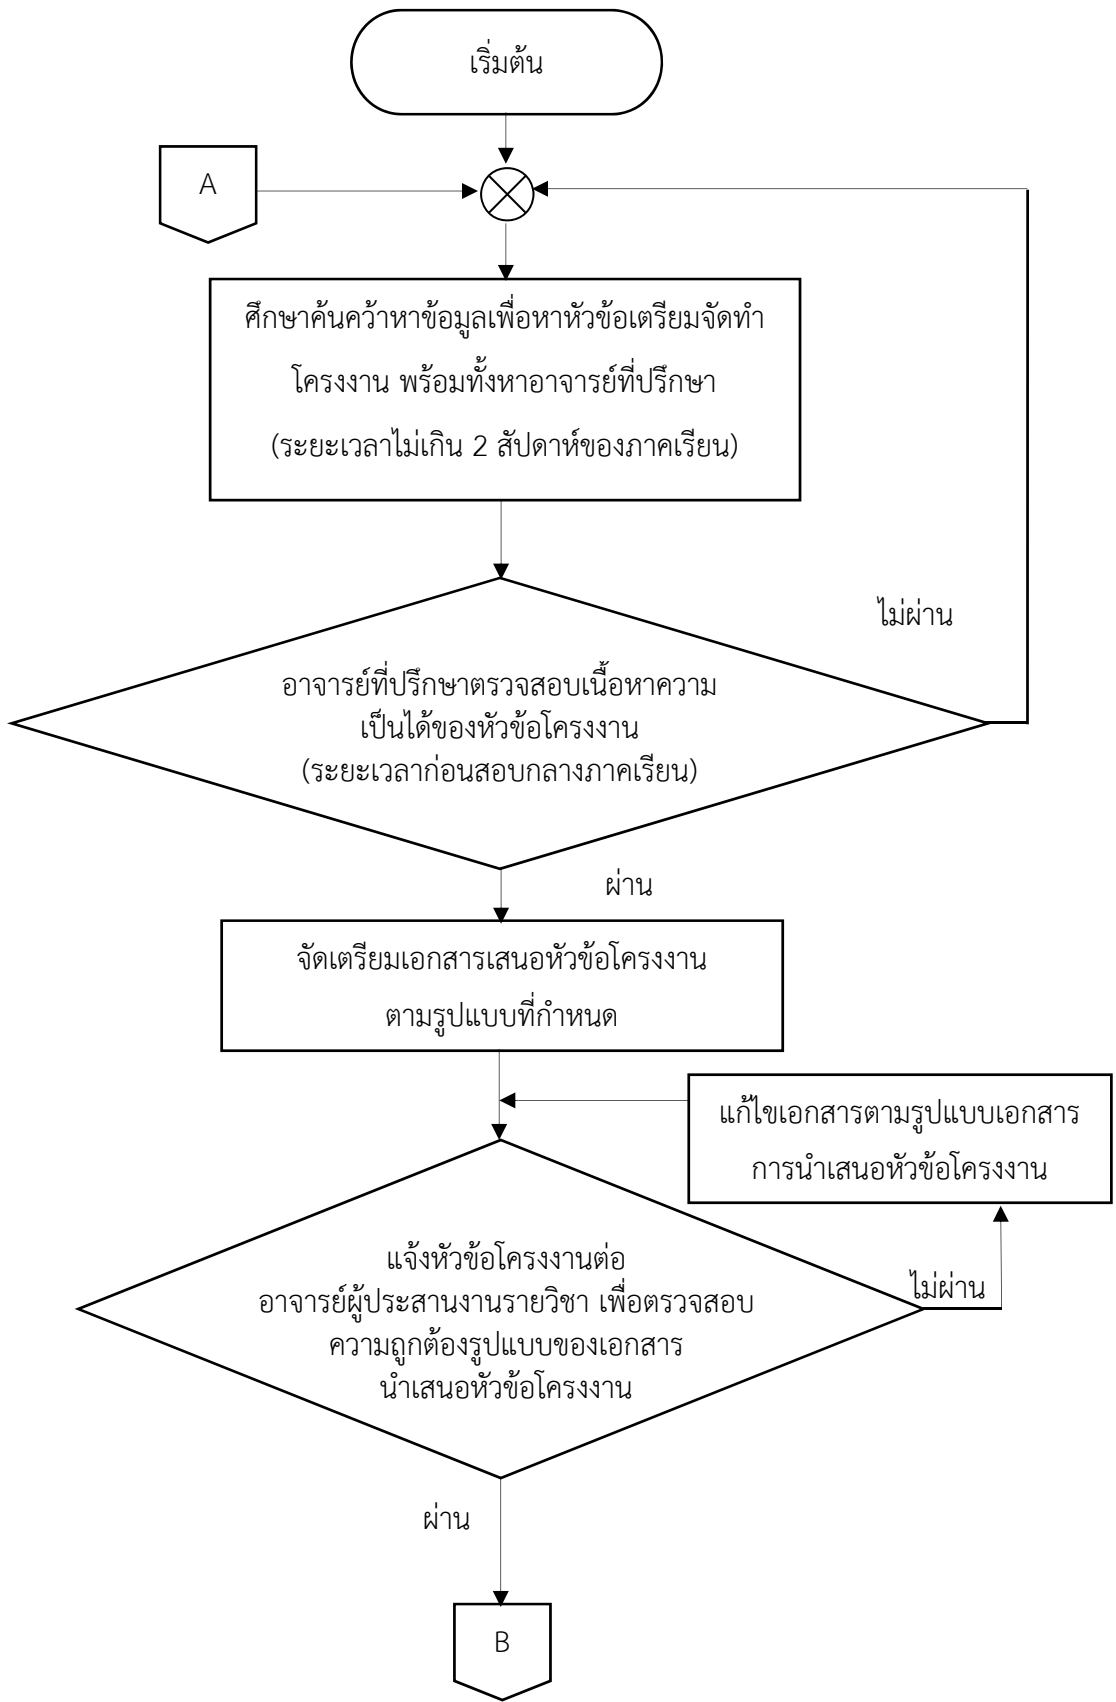 เริ่มต้น
A
ศึกษาค้นคว้าหาข้อมูลเพื่อหาหัวข้อเตรียมจัดทำ
โครงงาน พร้อมทั้งหาอาจารย์ที่ปรึกษา
(ระยะเวลาไม่เกิน 2 สัปดาห์ของภาคเรียน)
ไม่ผ่าน
อาจารย์ที่ปรึกษาตรวจสอบเนื้อหาความ
เป็นได้ของหัวข้อโครงงาน
(ระยะเวลาก่อนสอบกลางภาคเรียน)
ผ่าน
จัดเตรียมเอกสารเสนอหัวข้อโครงงาน
ตามรูปแบบที่กำหนด
แก้ไขเอกสารตามรูปแบบเอกสาร
การนำเสนอหัวข้อโครงงาน
แจ้งหัวข้อโครงงานต่อ
อาจารย์ผู้ประสานงานรายวิชา เพื่อตรวจสอบ
ความถูกต้องรูปแบบของเอกสาร
นำเสนอหัวข้อโครงงาน
ไม่ผ่าน
ผ่าน
B